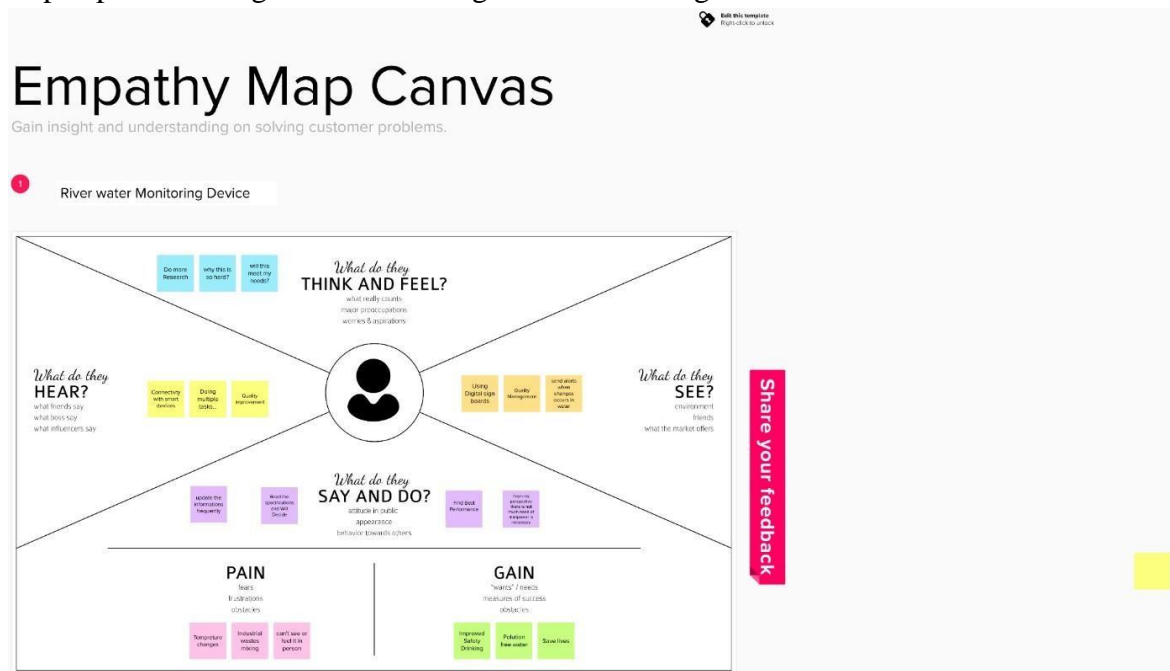 Edit this template
Right-click to unlock
Empathy Map Canvas
Gain insight and understanding on solving customer problems.
1
River water Monitoring Device
Do more
Research
why this is
so hard?
will this
meet my
needs?
What do they
THINK AND FEEL?
what really counts
major preoccupations
worries & aspirations
What do they
HEAR?
what friends say
what boss say
what influencers say
Connectivity
with smart
devices
Doing
multiple
tasks...
Quality
improvement
Using
Digital sign
boards
Quality
Management
send alerts
when
changes
occurs in
water
What do they
SEE?
environment
friends
what the market offers
Share your feedback
What do they
SAY AND DO?
attitude in public
appearance
behavior towards others
update the
informations
frequently
Read the
specifications
and Will
Decide
Find Best
Performance
PAIN
fears
frustrations
obstacles
Tempreture
changes
Industrial
wastes
mixing
can't see or
feel it in
person
GAIN
"wants" / needs
measures of success
obstacles
Improved
Safety
Drinking
Polution
free water
Save lives